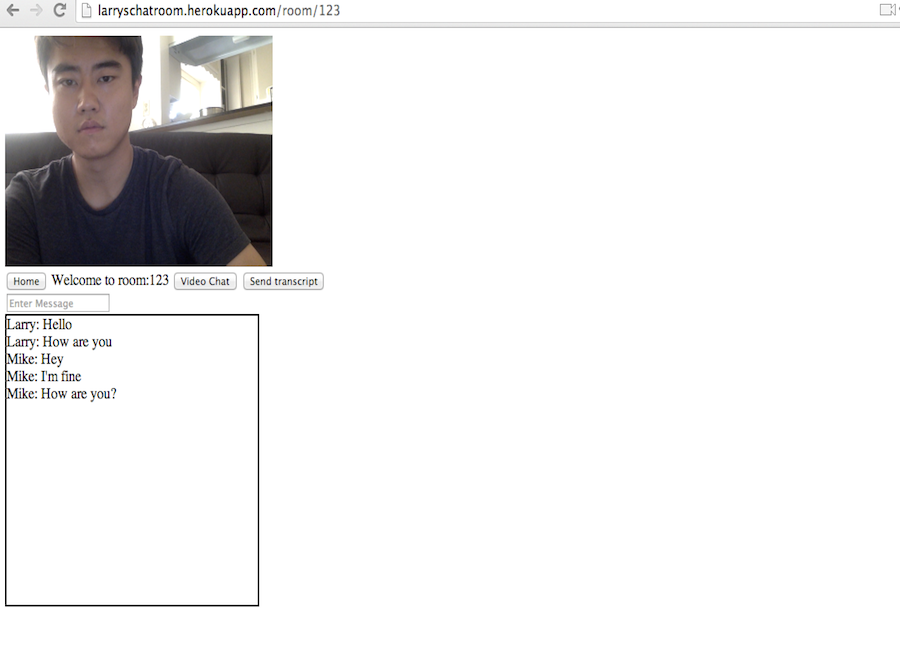 larryschatroom.herokuapp.com/room/123
Home Welcome to room:123 Video Chat Send transcript
Enter Message
Larry: Hello
Larry: How are you
Mike: Hey
Mike: I'm fine
Mike: How are you?